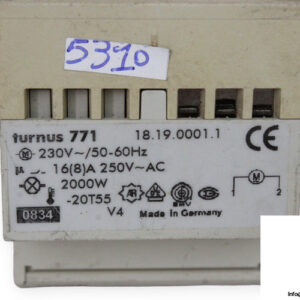 5310
turnus 771
18.19.0001.1
CE
M 230V~/50-60Hz
16(8)A 250V~AC
2000W
-20T55
0834
V4
Made in Germany
M
1 2